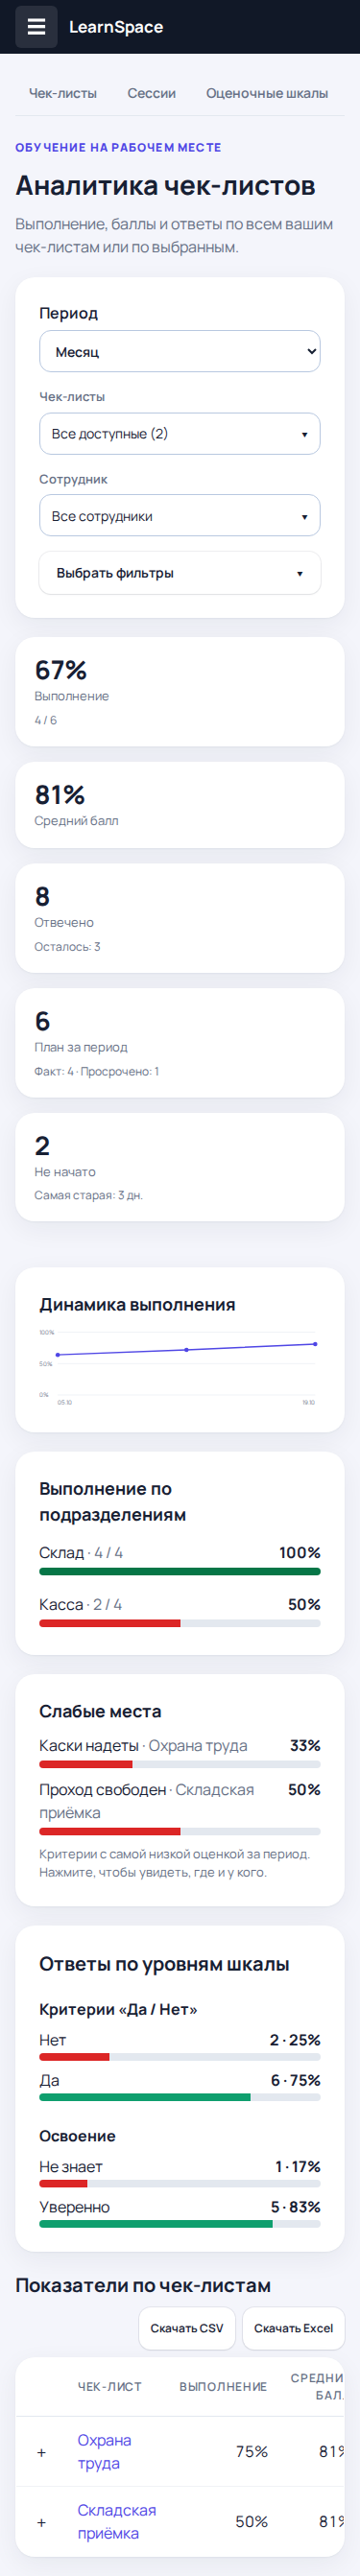 ☰ LearnSpace
Чек-листы Сессии Оценочные шкалы
ОБУЧЕНИЕ НА РАБОЧЕМ МЕСТЕ
Аналитика чек-листов
Выполнение, баллы и ответы по всем вашим
чек-листам или по выбранным.
Период
Месяц
Чек-листы
Все доступные (2)
Сотрудник
Все сотрудники
Выбрать фильтры
67%
Выполнение
4 / 6
81%
Средний балл
8
Отвечено
Осталось: 3
6
План за период
Факт: 4 · Просрочено: 1
2
Не начато
Самая старая: 3 дн.
Динамика выполнения
100%
50%
0%
05.10 19.10
Выполнение по
подразделениям
Склад · 4 / 4 100%
Касса · 2 / 4 50%
Слабые места
Каски надеты · Охрана труда 33%
Проход свободен · Складская 50%
приёмка
Критерии с самой низкой оценкой за период.
Нажмите, чтобы увидеть, где и у кого.
Ответы по уровням шкалы
Критерии «Да / Нет»
Нет 2 · 25%
Да 6 · 75%
Освоение
Не знает 1 · 17%
Уверенно 5 · 83%
Показатели по чек-листам
Скачать CSV Скачать Excel
ЧЕК-ЛИСТ ВЫПОЛНЕНИЕ СРЕДНИ
БАЛ
+ Охрана труда 75% 81%
+ Складская приёмка 50% 81%